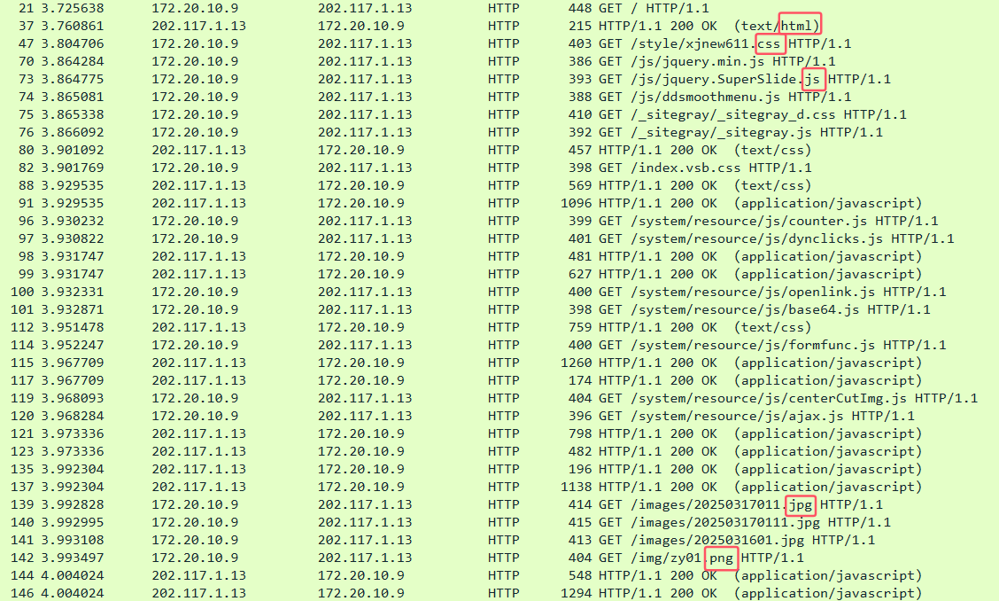 21 3.725638 172.20.10.9 202.117.1.13 HTTP 448 GET / HTTP/1.1
37 3.760861 202.117.1.13 172.20.10.9 HTTP 215 HTTP/1.1 200 OK (text/html)
47 3.804706 172.20.10.9 202.117.1.13 HTTP 403 GET /style/xjnew611.css HTTP/1.1
70 3.864284 172.20.10.9 202.117.1.13 HTTP 386 GET /js/jquery.min.js HTTP/1.1
73 3.864775 172.20.10.9 202.117.1.13 HTTP 393 GET /js/jquery.SuperSlide.js HTTP/1.1
74 3.865081 172.20.10.9 202.117.1.13 HTTP 388 GET /js/ddsmoothmenu.js HTTP/1.1
75 3.865338 172.20.10.9 202.117.1.13 HTTP 410 GET /_sitegray/_sitegray_d.css HTTP/1.1
76 3.866092 172.20.10.9 202.117.1.13 HTTP 392 GET /_sitegray/_sitegray.js HTTP/1.1
80 3.901092 202.117.1.13 172.20.10.9 HTTP 457 HTTP/1.1 200 OK (text/css)
82 3.901769 172.20.10.9 202.117.1.13 HTTP 398 GET /index.vsb.css HTTP/1.1
88 3.929535 202.117.1.13 172.20.10.9 HTTP 569 HTTP/1.1 200 OK (text/css)
91 3.929535 202.117.1.13 172.20.10.9 HTTP 1096 HTTP/1.1 200 OK (application/javascript)
96 3.930232 172.20.10.9 202.117.1.13 HTTP 399 GET /system/resource/js/counter.js HTTP/1.1
97 3.930822 172.20.10.9 202.117.1.13 HTTP 401 GET /system/resource/js/dynclicks.js HTTP/1.1
98 3.931747 202.117.1.13 172.20.10.9 HTTP 481 HTTP/1.1 200 OK (application/javascript)
99 3.931747 202.117.1.13 172.20.10.9 HTTP 627 HTTP/1.1 200 OK (application/javascript)
100 3.932331 172.20.10.9 202.117.1.13 HTTP 400 GET /system/resource/js/openlink.js HTTP/1.1
101 3.932871 172.20.10.9 202.117.1.13 HTTP 398 GET /system/resource/js/base64.js HTTP/1.1
112 3.951478 202.117.1.13 172.20.10.9 HTTP 759 HTTP/1.1 200 OK (text/css)
114 3.952247 172.20.10.9 202.117.1.13 HTTP 400 GET /system/resource/js/formfunc.js HTTP/1.1
115 3.967709 202.117.1.13 172.20.10.9 HTTP 1260 HTTP/1.1 200 OK (application/javascript)
117 3.967709 202.117.1.13 172.20.10.9 HTTP 174 HTTP/1.1 200 OK (application/javascript)
119 3.968093 172.20.10.9 202.117.1.13 HTTP 404 GET /system/resource/js/centerCutImg.js HTTP/1.1
120 3.968284 172.20.10.9 202.117.1.13 HTTP 396 GET /system/resource/js/ajax.js HTTP/1.1
121 3.973336 202.117.1.13 172.20.10.9 HTTP 798 HTTP/1.1 200 OK (application/javascript)
123 3.973336 202.117.1.13 172.20.10.9 HTTP 482 HTTP/1.1 200 OK (application/javascript)
135 3.992304 202.117.1.13 172.20.10.9 HTTP 196 HTTP/1.1 200 OK (application/javascript)
137 3.992304 202.117.1.13 172.20.10.9 HTTP 1138 HTTP/1.1 200 OK (application/javascript)
139 3.992828 172.20.10.9 202.117.1.13 HTTP 414 GET /images/20250317011.jpg HTTP/1.1
140 3.992995 172.20.10.9 202.117.1.13 HTTP 415 GET /images/202503170111.jpg HTTP/1.1
141 3.993108 172.20.10.9 202.117.1.13 HTTP 413 GET /images/2025031601.jpg HTTP/1.1
142 3.993497 172.20.10.9 202.117.1.13 HTTP 404 GET /img/zy01.png HTTP/1.1
144 4.004024 202.117.1.13 172.20.10.9 HTTP 548 HTTP/1.1 200 OK (application/javascript)
146 4.004024 202.117.1.13 172.20.10.9 HTTP 1294 HTTP/1.1 200 OK (application/javascript)